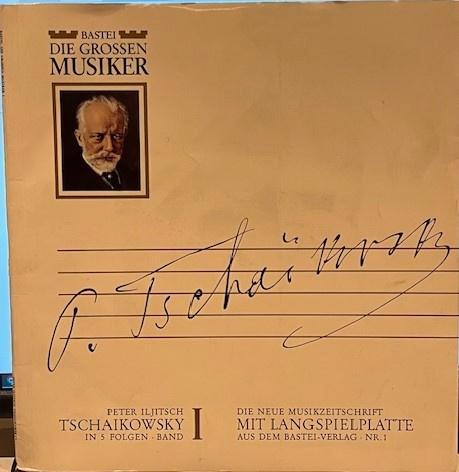 BASTEI
DIE GROSSEN
MUSIKER
P. Tschaïkovsky
PETER ILJITSCH
TSCHAIKOWSKY
IN 5 FOLGEN · BAND
I
DIE NEUE MUSIKZEITSCHRIFT
MIT LANGSPIELPLATTE
AUS DEM BASTEI-VERLAG · NR. 1